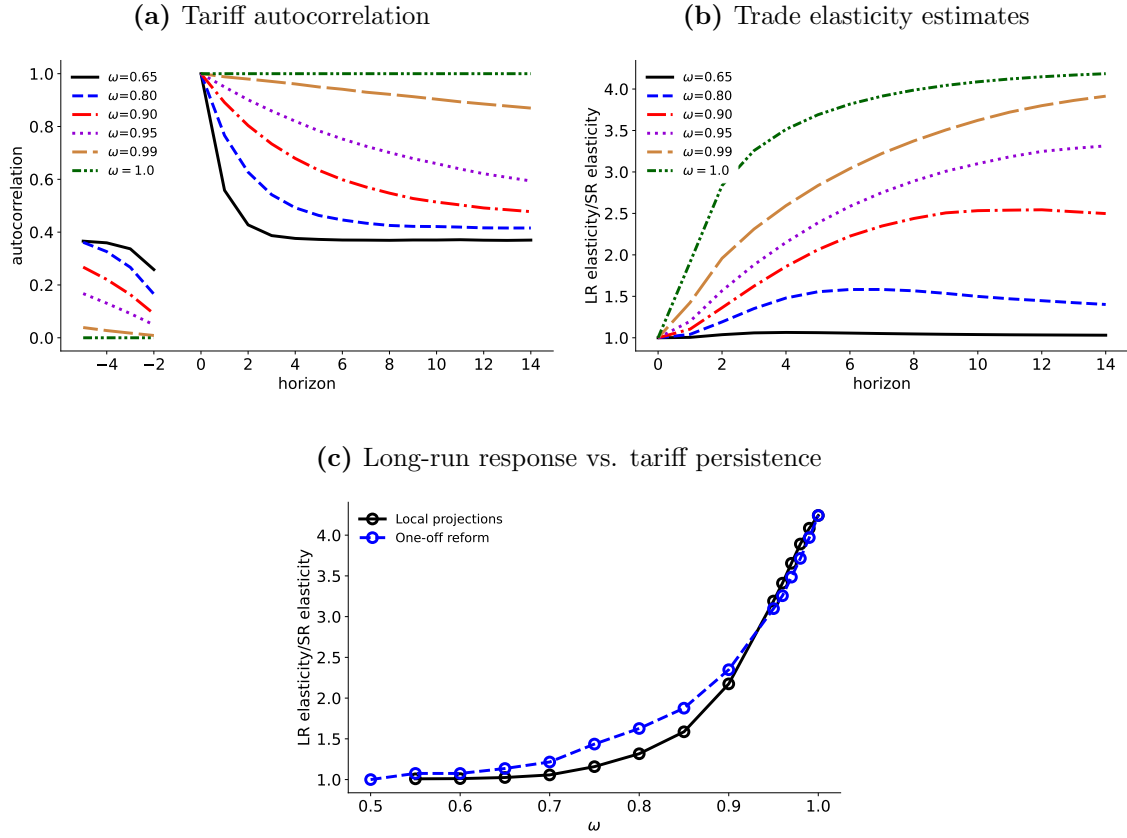 (a) Tariff autocorrelation
autocorrelation
1.0
0.8
0.6
0.4
0.2
0.0
ω=0.65
ω=0.80
ω=0.90
ω=0.95
ω=0.99
ω = 1.0
−4 −2 0 2 4 6 8 10 12 14
horizon
(b) Trade elasticity estimates
LR elasticity/SR elasticity
4.0
3.5
3.0
2.5
2.0
1.5
1.0
ω=0.65
ω=0.80
ω=0.90
ω=0.95
ω=0.99
ω = 1.0
0 2 4 6 8 10 12 14
horizon
(c) Long-run response vs. tariff persistence
LR elasticity/SR elasticity
4.0
3.5
3.0
2.5
2.0
1.5
1.0
Local projections
One-off reform
0.5 0.6 0.7 0.8 0.9 1.0
ω